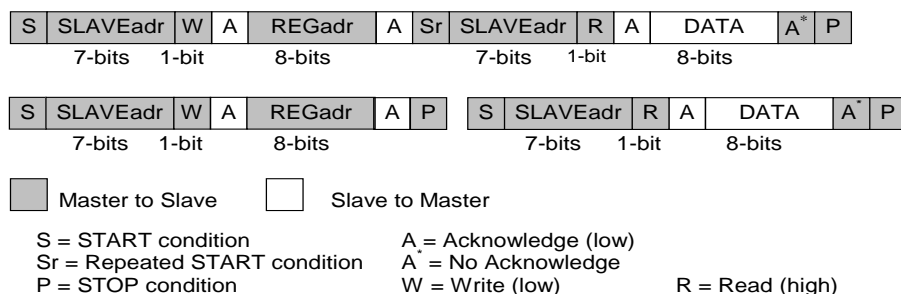 S SLAVEadr W A REGadr A Sr SLAVEadr R A DATA A* P
7-bits 1-bit 8-bits 7-bits 1-bit 8-bits
S SLAVEadr W A REGadr A P S SLAVEadr R A DATA A* P
7-bits 1-bit 8-bits 7-bits 1-bit 8-bits
Master to Slave Slave to Master
S = START condition A = Acknowledge (low)
Sr = Repeated START condition A* = No Acknowledge
P = STOP condition W = Write (low) R = Read (high)